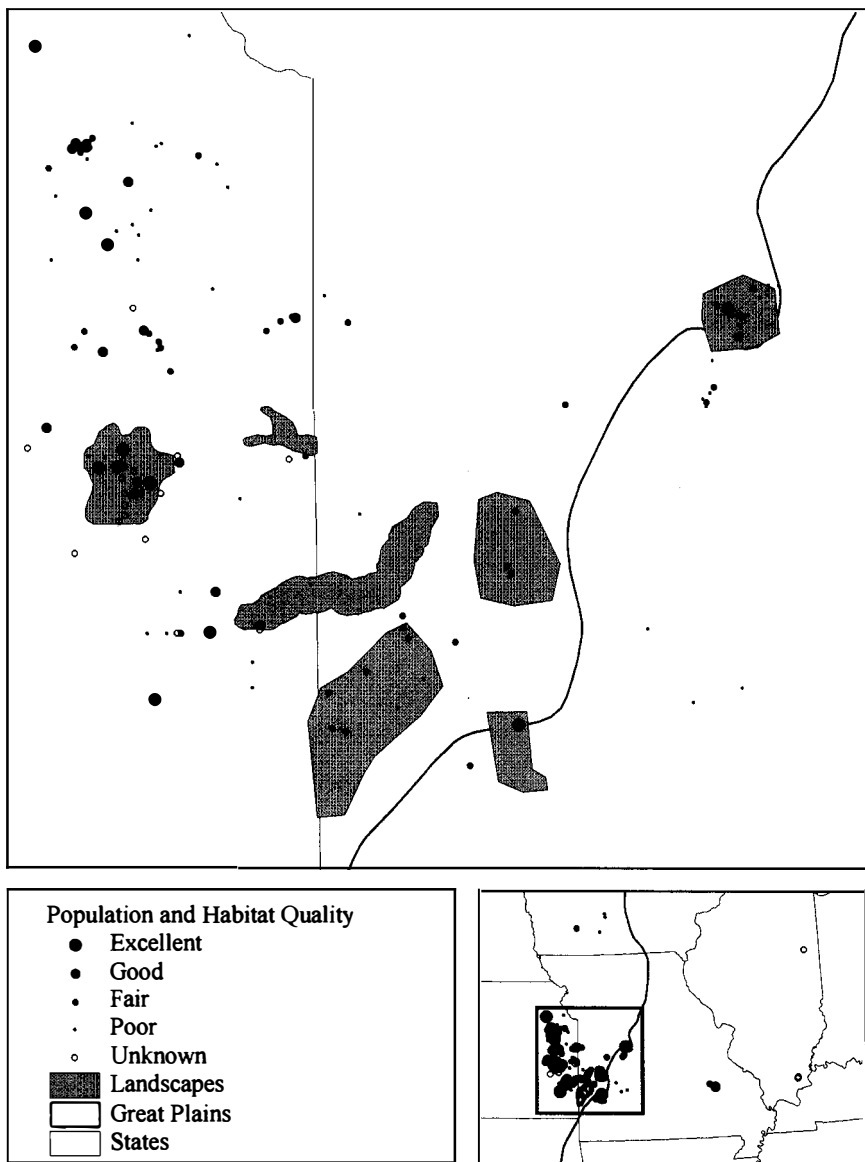 Population and Habitat Quality
Excellent
Good
Fair
Poor
Unknown
Landscapes
Great Plains
States